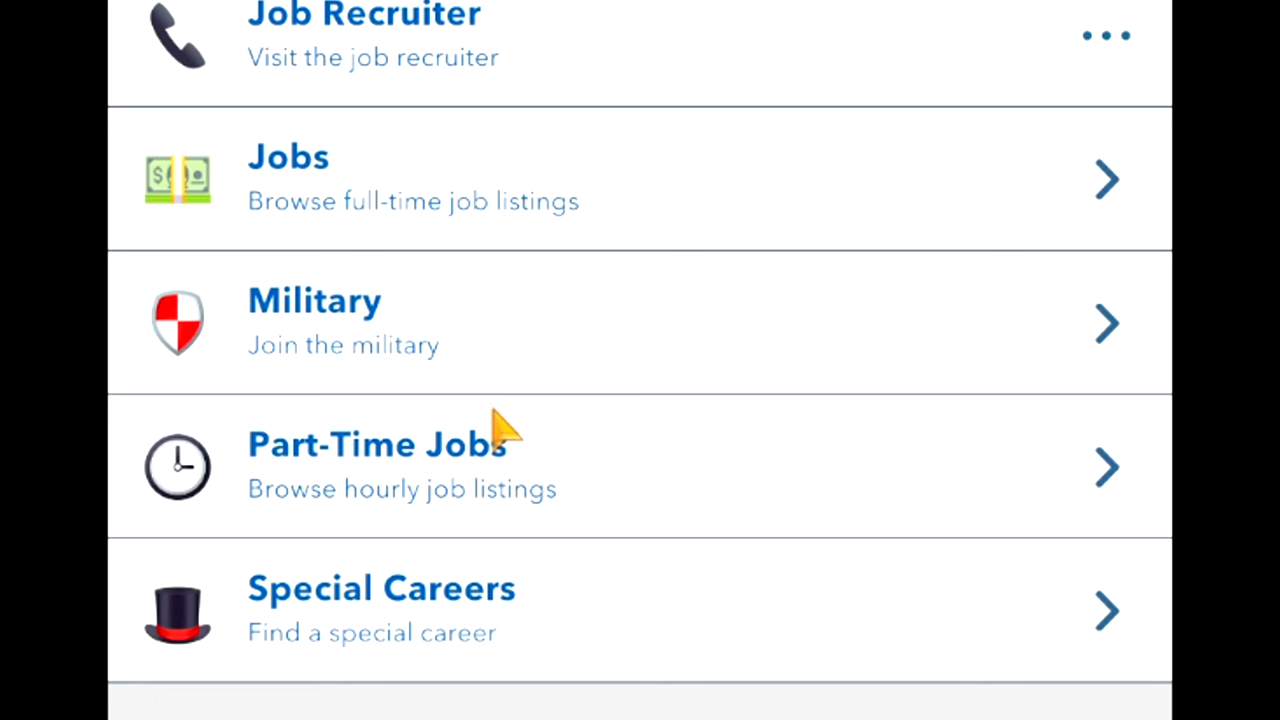 Job Recruiter
Visit the job recruiter
Jobs
Browse full-time job listings
Military
Join the military
Part-Time Jobs
Browse hourly job listings
Special Careers
Find a special career